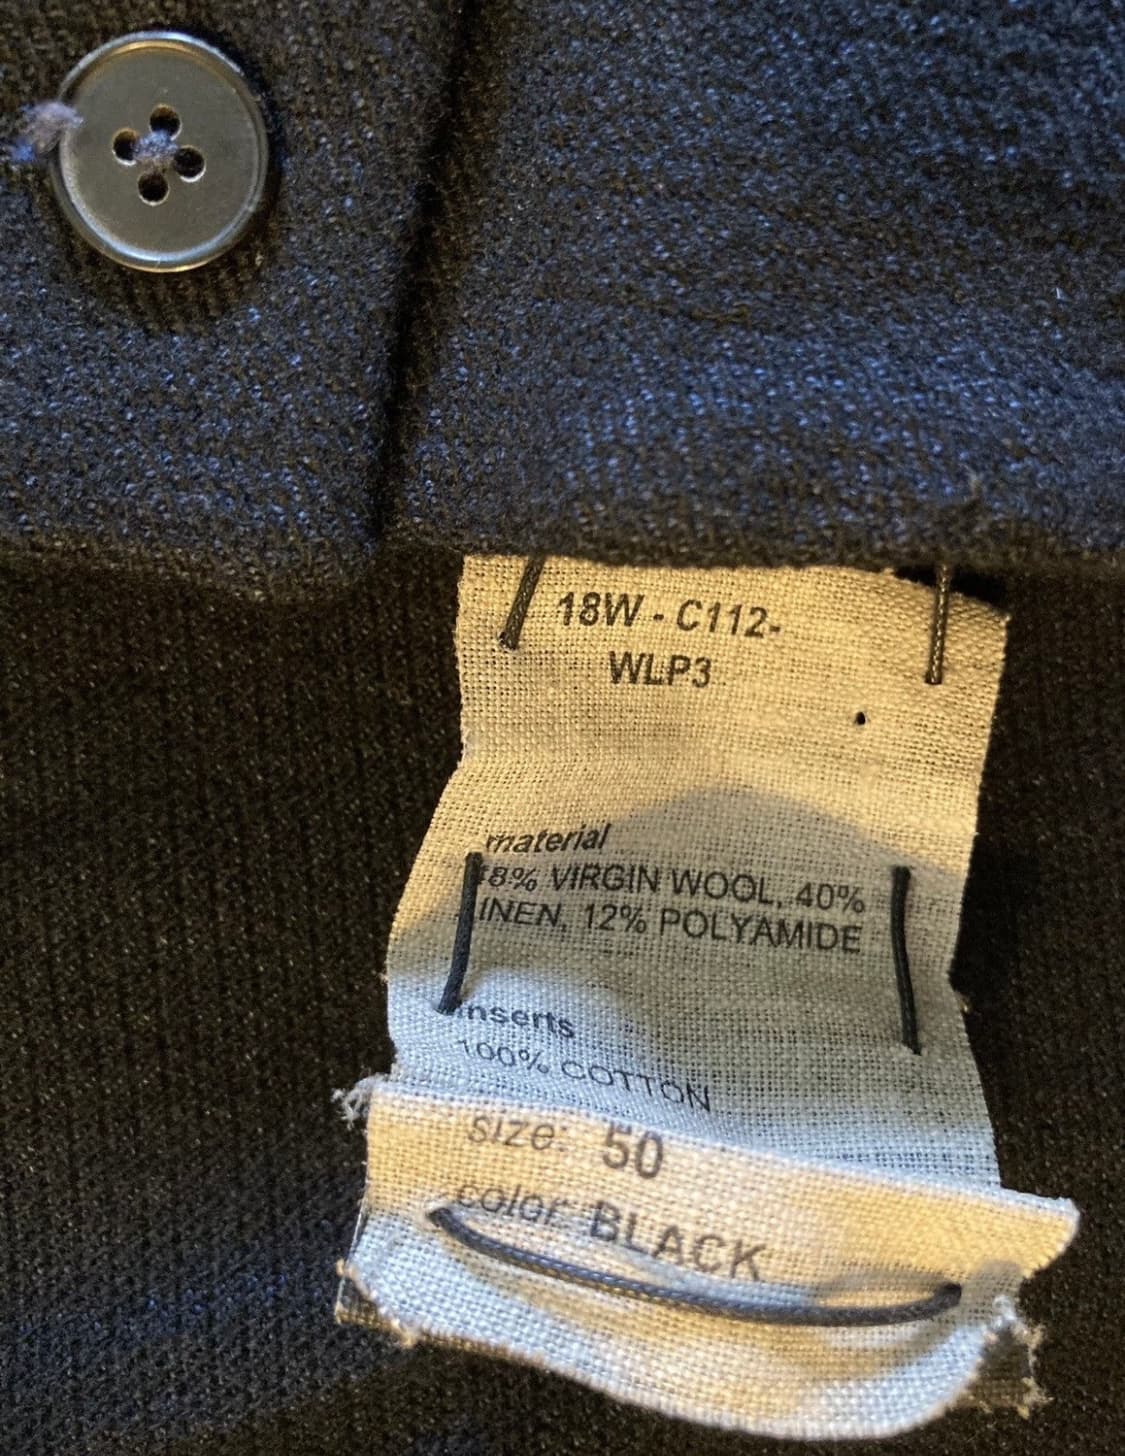 18W - C112-
WLP3
material
48% VIRGIN WOOL, 40%
LINEN, 12% POLYAMIDE
inserts
100% COTTON
size: 50
color BLACK